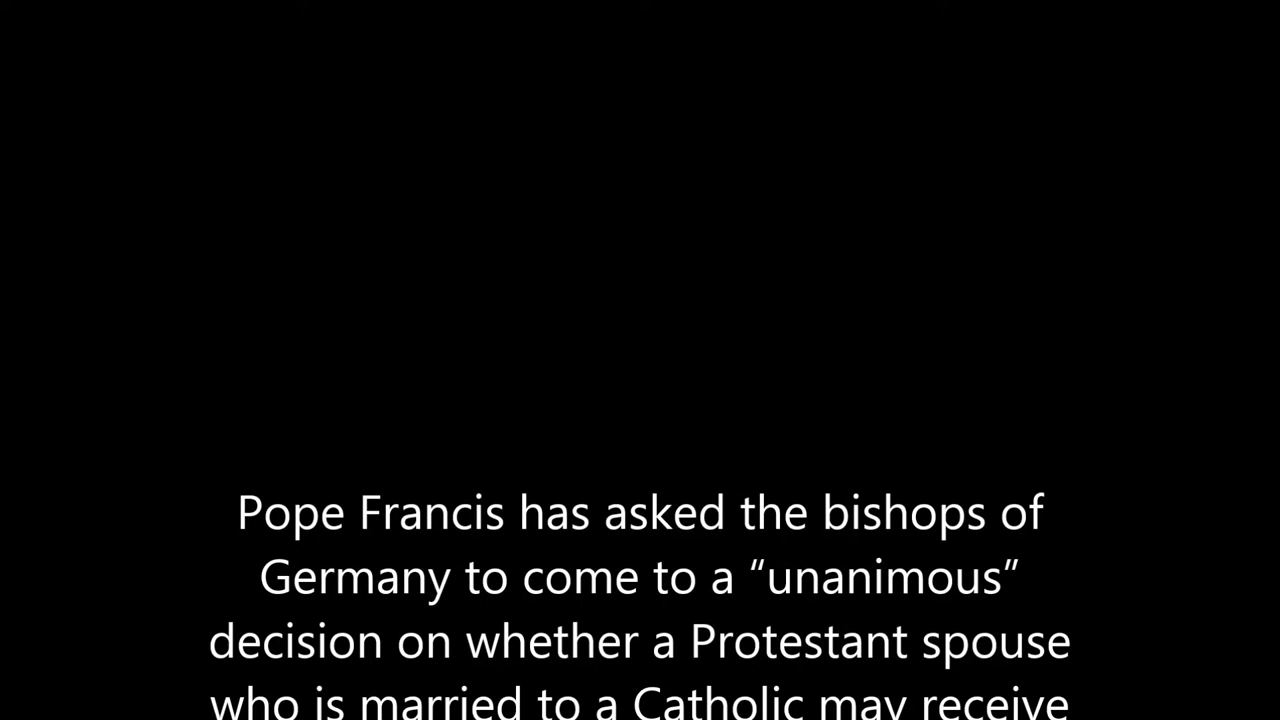 Pope Francis has asked the bishops of
Germany to come to a “unanimous”
decision on whether a Protestant spouse
who is married to a Catholic may receive